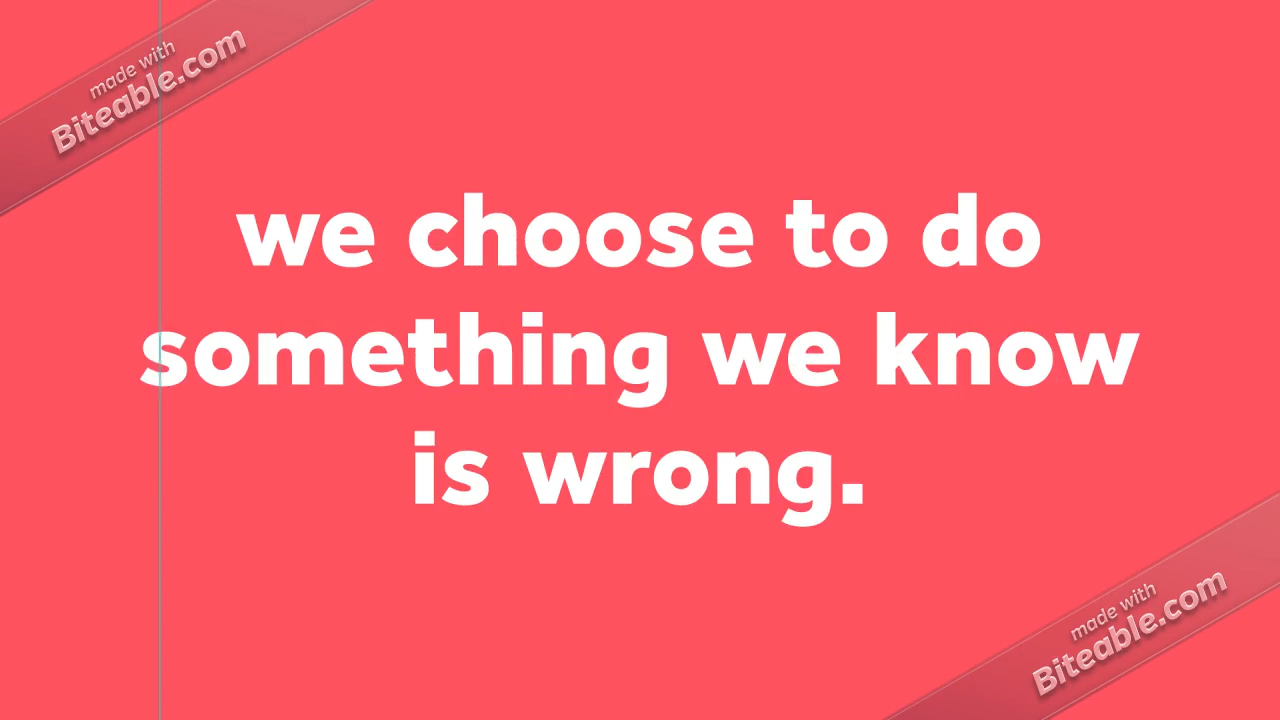 made with
Biteable.com
we choose to do
something we know
is wrong.
made with
Biteable.com